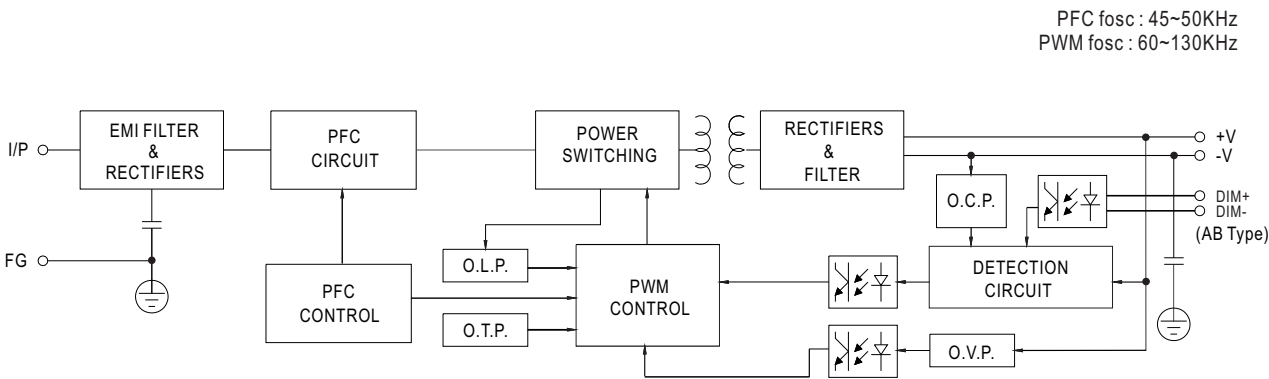 PFC fosc : 45~50KHz
PWM fosc : 60~130KHz
I/P
EMI FILTER
&
RECTIFIERS
PFC
CIRCUIT
POWER
SWITCHING
RECTIFIERS
&
FILTER
+V
-V
O.C.P.
DIM+
DIM-
(AB Type)
FG
O.L.P.
PFC
CONTROL
O.T.P.
PWM
CONTROL
DETECTION
CIRCUIT
O.V.P.